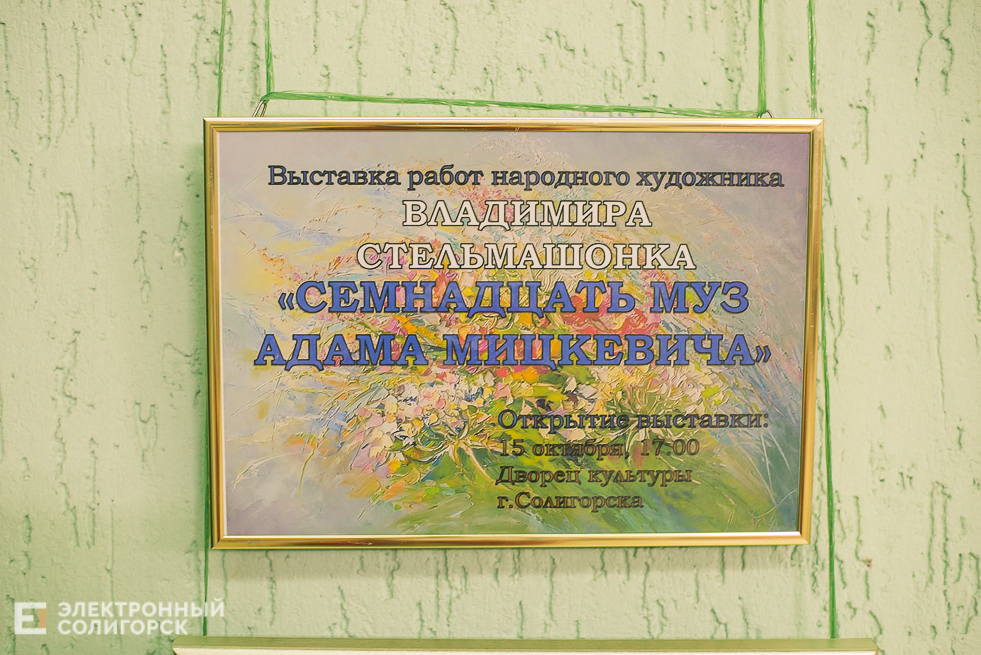 Выставка работ народного художника
ВЛАДИМИРА
СТЕЛЬМАШОНКА
«СЕМНАДЦАТЬ МУЗ
АДАМА МИЦКЕВИЧА»
Открытие выставки:
15 октября, 17:00
Дворец культуры
г.Солигорска
ЭЛЕКТРОННЫЙ
СОЛИГОРСК